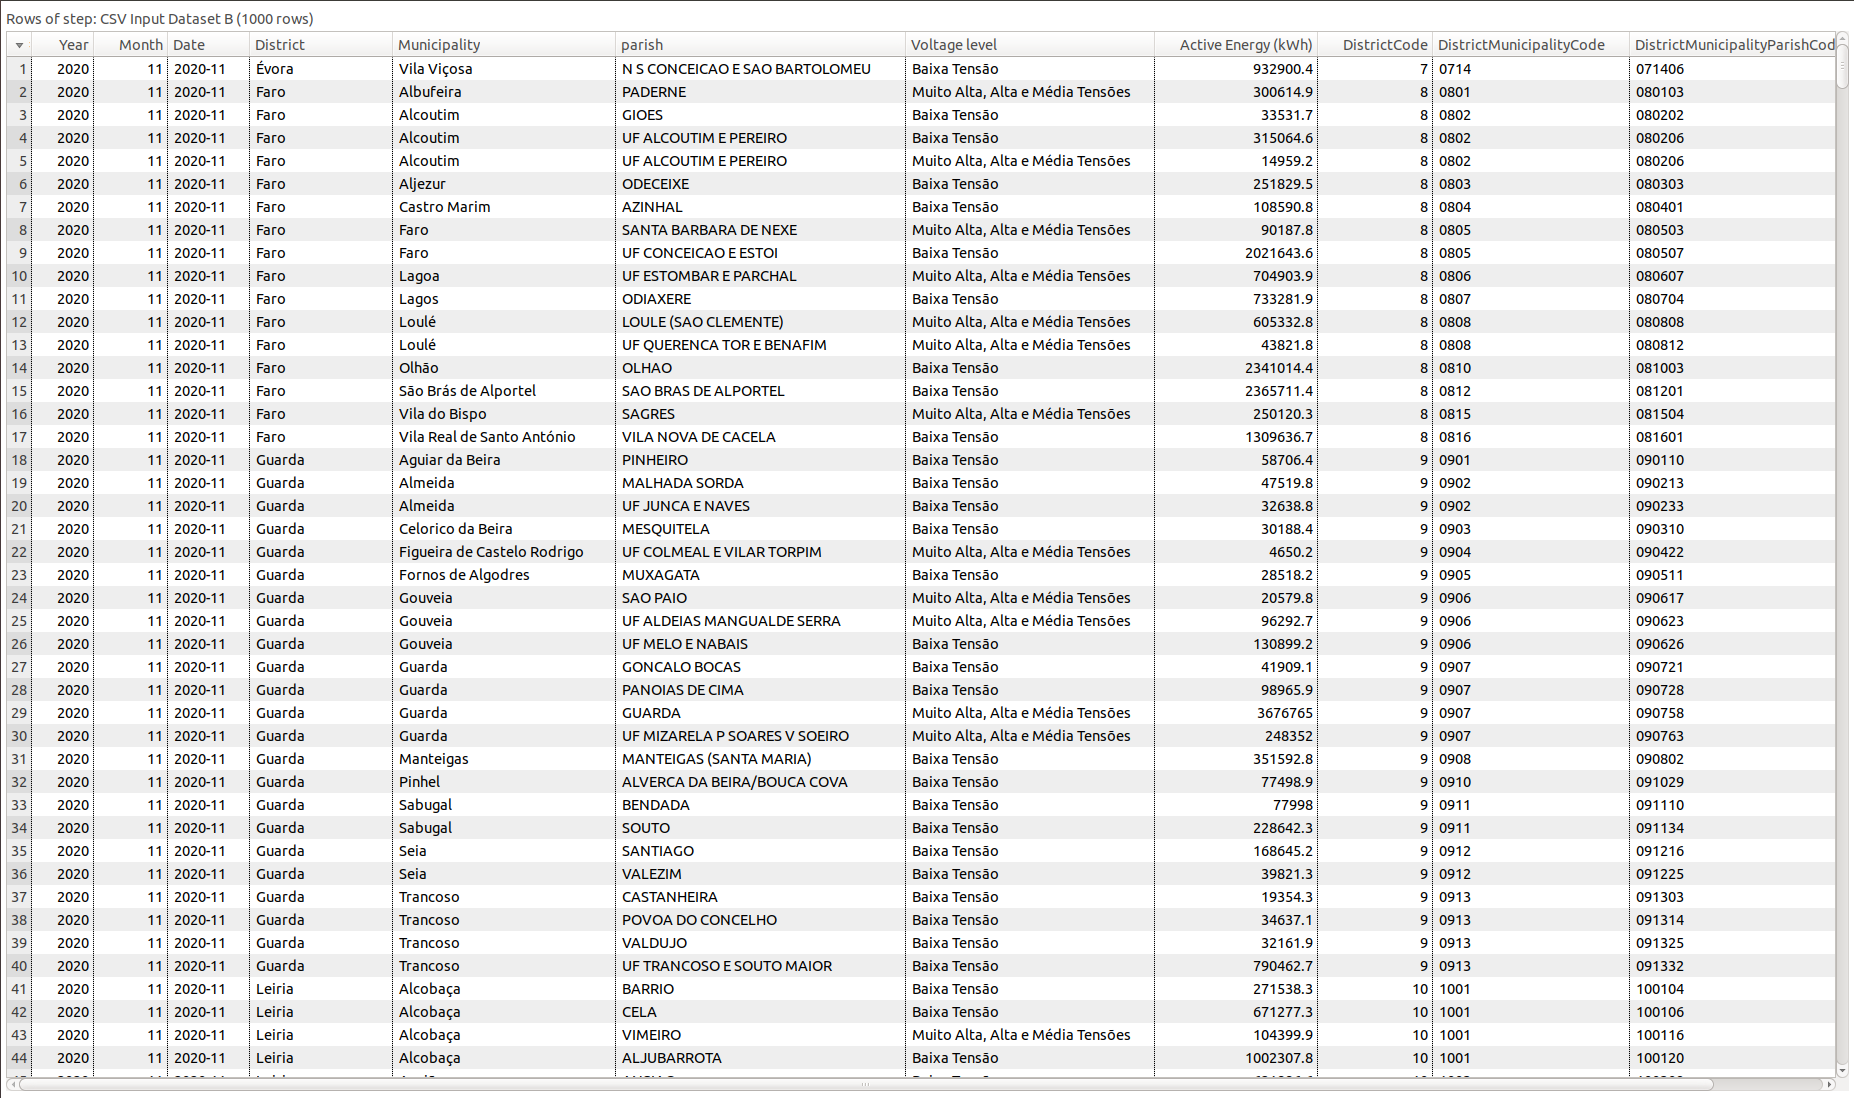 Rows of step: CSV Input Dataset B (1000 rows)
Year Month Date District Municipality parish Voltage level Active Energy (kWh) DistrictCode DistrictMunicipalityCode DistrictMunicipalityParishCod
1 2020 11 2020-11 Évora Vila Viçosa N S CONCEICAO E SAO BARTOLOMEU Baixa Tensão 932900.4 7 0714 071406
2 2020 11 2020-11 Faro Albufeira PADERNE Muito Alta, Alta e Média Tensões 300614.9 8 0801 080103
3 2020 11 2020-11 Faro Alcoutim GIOES Baixa Tensão 33531.7 8 0802 080202
4 2020 11 2020-11 Faro Alcoutim UF ALCOUTIM E PEREIRO Baixa Tensão 315064.6 8 0802 080206
5 2020 11 2020-11 Faro Alcoutim UF ALCOUTIM E PEREIRO Muito Alta, Alta e Média Tensões 14959.2 8 0802 080206
6 2020 11 2020-11 Faro Aljezur ODECEIXE Baixa Tensão 251829.5 8 0803 080303
7 2020 11 2020-11 Faro Castro Marim AZINHAL Baixa Tensão 108590.8 8 0804 080401
8 2020 11 2020-11 Faro Faro SANTA BARBARA DE NEXE Muito Alta, Alta e Média Tensões 90187.8 8 0805 080503
9 2020 11 2020-11 Faro Faro UF CONCEICAO E ESTOI Baixa Tensão 2021643.6 8 0805 080507
10 2020 11 2020-11 Faro Lagoa UF ESTOMBAR E PARCHAL Muito Alta, Alta e Média Tensões 704903.9 8 0806 080607
11 2020 11 2020-11 Faro Lagos ODIAXERE Baixa Tensão 733281.9 8 0807 080704
12 2020 11 2020-11 Faro Loulé LOULE (SAO CLEMENTE) Muito Alta, Alta e Média Tensões 605332.8 8 0808 080808
13 2020 11 2020-11 Faro Loulé UF QUERENCA TOR E BENAFIM Muito Alta, Alta e Média Tensões 43821.8 8 0808 080812
14 2020 11 2020-11 Faro Olhão OLHAO Baixa Tensão 2341014.4 8 0810 081003
15 2020 11 2020-11 Faro São Brás de Alportel SAO BRAS DE ALPORTEL Baixa Tensão 2365711.4 8 0812 081201
16 2020 11 2020-11 Faro Vila do Bispo SAGRES Muito Alta, Alta e Média Tensões 250120.3 8 0815 081504
17 2020 11 2020-11 Faro Vila Real de Santo António VILA NOVA DE CACELA Baixa Tensão 1309636.7 8 0816 081601
18 2020 11 2020-11 Guarda Aguiar da Beira PINHEIRO Baixa Tensão 58706.4 9 0901 090110
19 2020 11 2020-11 Guarda Almeida MALHADA SORDA Baixa Tensão 47519.8 9 0902 090213
20 2020 11 2020-11 Guarda Almeida UF JUNCA E NAVES Baixa Tensão 32638.8 9 0902 090233
21 2020 11 2020-11 Guarda Celorico da Beira MESQUITELA Baixa Tensão 30188.4 9 0903 090310
22 2020 11 2020-11 Guarda Figueira de Castelo Rodrigo UF COLMEAL E VILAR TORPIM Muito Alta, Alta e Média Tensões 4650.2 9 0904 090422
23 2020 11 2020-11 Guarda Fornos de Algodres MUXAGATA Baixa Tensão 28518.2 9 0905 090511
24 2020 11 2020-11 Guarda Gouveia SAO PAIO Muito Alta, Alta e Média Tensões 20579.8 9 0906 090617
25 2020 11 2020-11 Guarda Gouveia UF ALDEIAS MANGUALDE SERRA Muito Alta, Alta e Média Tensões 96292.7 9 0906 090623
26 2020 11 2020-11 Guarda Gouveia UF MELO E NABAIS Baixa Tensão 130899.2 9 0906 090626
27 2020 11 2020-11 Guarda Guarda GONCALO BOCAS Baixa Tensão 41909.1 9 0907 090721
28 2020 11 2020-11 Guarda Guarda PANOIAS DE CIMA Baixa Tensão 98965.9 9 0907 090728
29 2020 11 2020-11 Guarda Guarda GUARDA Muito Alta, Alta e Média Tensões 3676765 9 0907 090758
30 2020 11 2020-11 Guarda Guarda UF MIZARELA P SOARES V SOEIRO Muito Alta, Alta e Média Tensões 248352 9 0907 090763
31 2020 11 2020-11 Guarda Manteigas MANTEIGAS (SANTA MARIA) Baixa Tensão 351592.8 9 0908 090802
32 2020 11 2020-11 Guarda Pinhel ALVERCA DA BEIRA/BOUCA COVA Baixa Tensão 77498.9 9 0910 091029
33 2020 11 2020-11 Guarda Sabugal BENDADA Baixa Tensão 77998 9 0911 091110
34 2020 11 2020-11 Guarda Sabugal SOUTO Baixa Tensão 228642.3 9 0911 091134
35 2020 11 2020-11 Guarda Seia SANTIAGO Baixa Tensão 168645.2 9 0912 091216
36 2020 11 2020-11 Guarda Seia VALEZIM Baixa Tensão 39821.3 9 0912 091225
37 2020 11 2020-11 Guarda Trancoso CASTANHEIRA Baixa Tensão 19354.3 9 0913 091303
38 2020 11 2020-11 Guarda Trancoso POVOA DO CONCELHO Baixa Tensão 34637.1 9 0913 091314
39 2020 11 2020-11 Guarda Trancoso VALDUJO Baixa Tensão 32161.9 9 0913 091325
40 2020 11 2020-11 Guarda Trancoso UF TRANCOSO E SOUTO MAIOR Baixa Tensão 790462.7 9 0913 091332
41 2020 11 2020-11 Leiria Alcobaça BARRIO Baixa Tensão 271538.3 10 1001 100104
42 2020 11 2020-11 Leiria Alcobaça CELA Baixa Tensão 671277.3 10 1001 100106
43 2020 11 2020-11 Leiria Alcobaça VIMEIRO Muito Alta, Alta e Média Tensões 104399.9 10 1001 100116
44 2020 11 2020-11 Leiria Alcobaça ALJUBARROTA Baixa Tensão 1002307.8 10 1001 100120